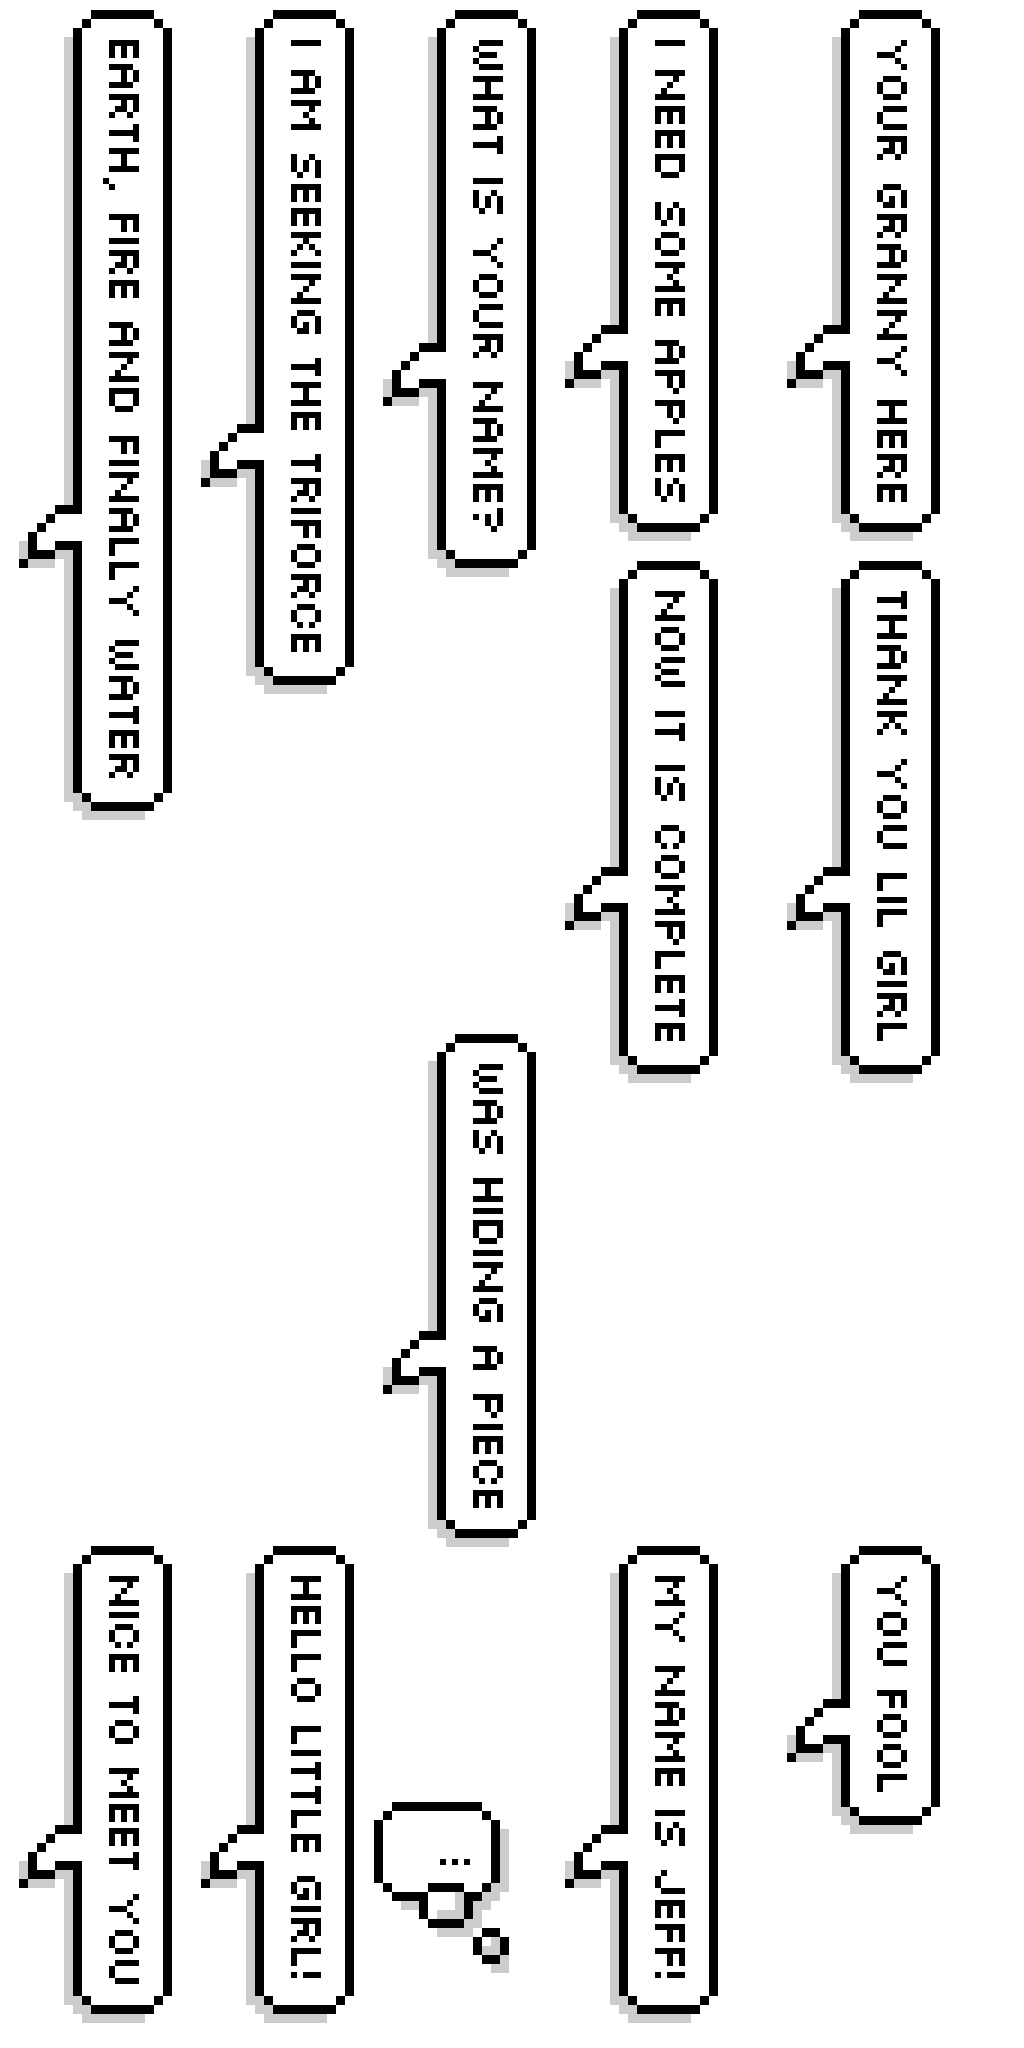 YOUR GRANNY HERE
THANK YOU LIL GIRL
YOU FOOL
I NEED SOME APPLES
NOW IT IS COMPLETE
MY NAME IS JEFF!
WHAT IS YOUR NAME?
WAS HIDING A PIECE
...
I AM SEEKING THE TRIFORCE
HELLO LITTLE GIRL!
EARTH, FIRE AND FINALLY WATER
NICE TO MEET YOU